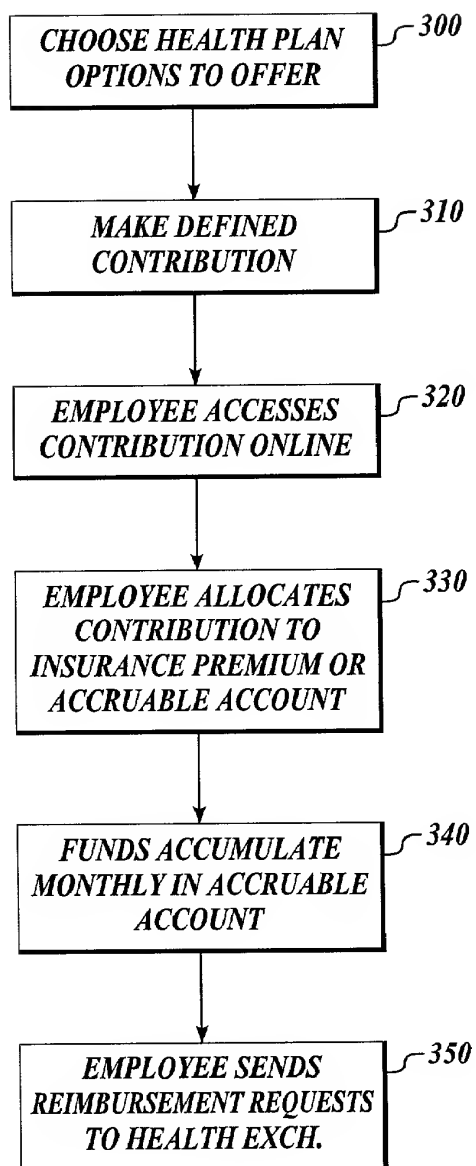 CHOOSE HEALTH PLAN
OPTIONS TO OFFER
300
MAKE DEFINED
CONTRIBUTION
310
EMPLOYEE ACCESSES
CONTRIBUTION ONLINE
320
EMPLOYEE ALLOCATES
CONTRIBUTION TO
INSURANCE PREMIUM OR
ACCRUABLE ACCOUNT
330
FUNDS ACCUMULATE
MONTHLY IN ACCRUABLE
ACCOUNT
340
EMPLOYEE SENDS
REIMBURSEMENT REQUESTS
TO HEALTH EXCH.
350